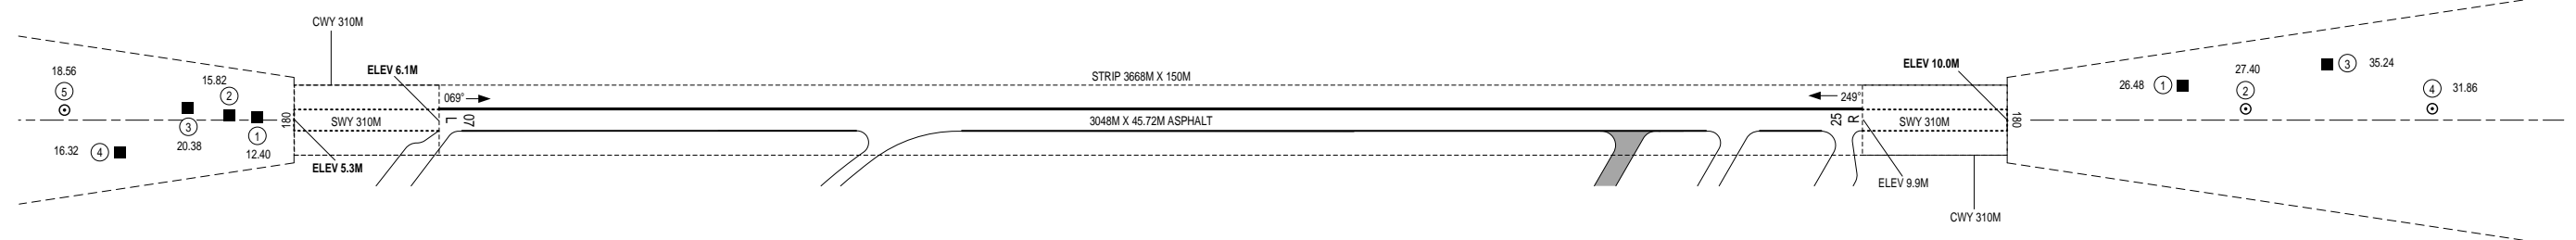 CWY 310M
18.56
5
15.82
2
3
20.38
1
12.40
16.32
4
180
SWY 310M
ELEV 6.1M
ELEV 5.3M
069°
07
L
STRIP 3668M X 150M
3048M X 45.72M ASPHALT
249°
25
R
ELEV 10.0M
SWY 310M
180
ELEV 9.9M
CWY 310M
26.48
1
27.40
2
3
35.24
4
31.86